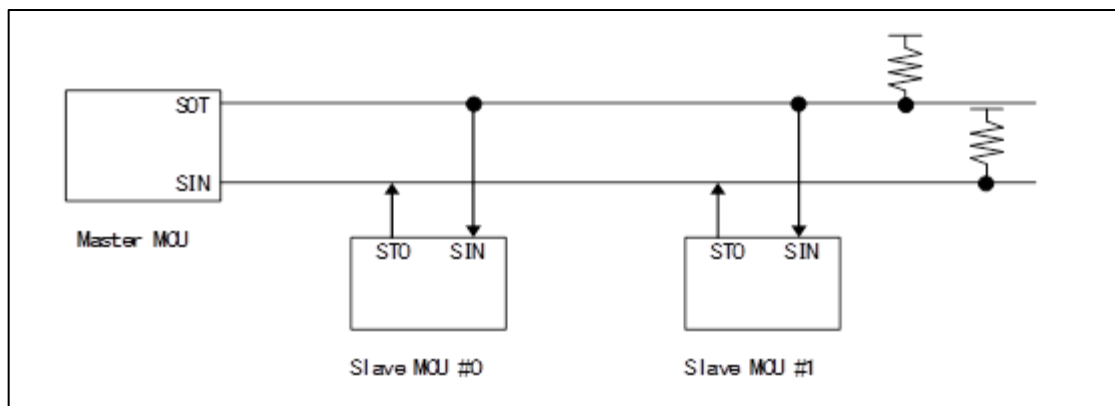 SOT
SIN
Master MCU
STO SIN
STO SIN
Slave MCU #0
Slave MCU #1